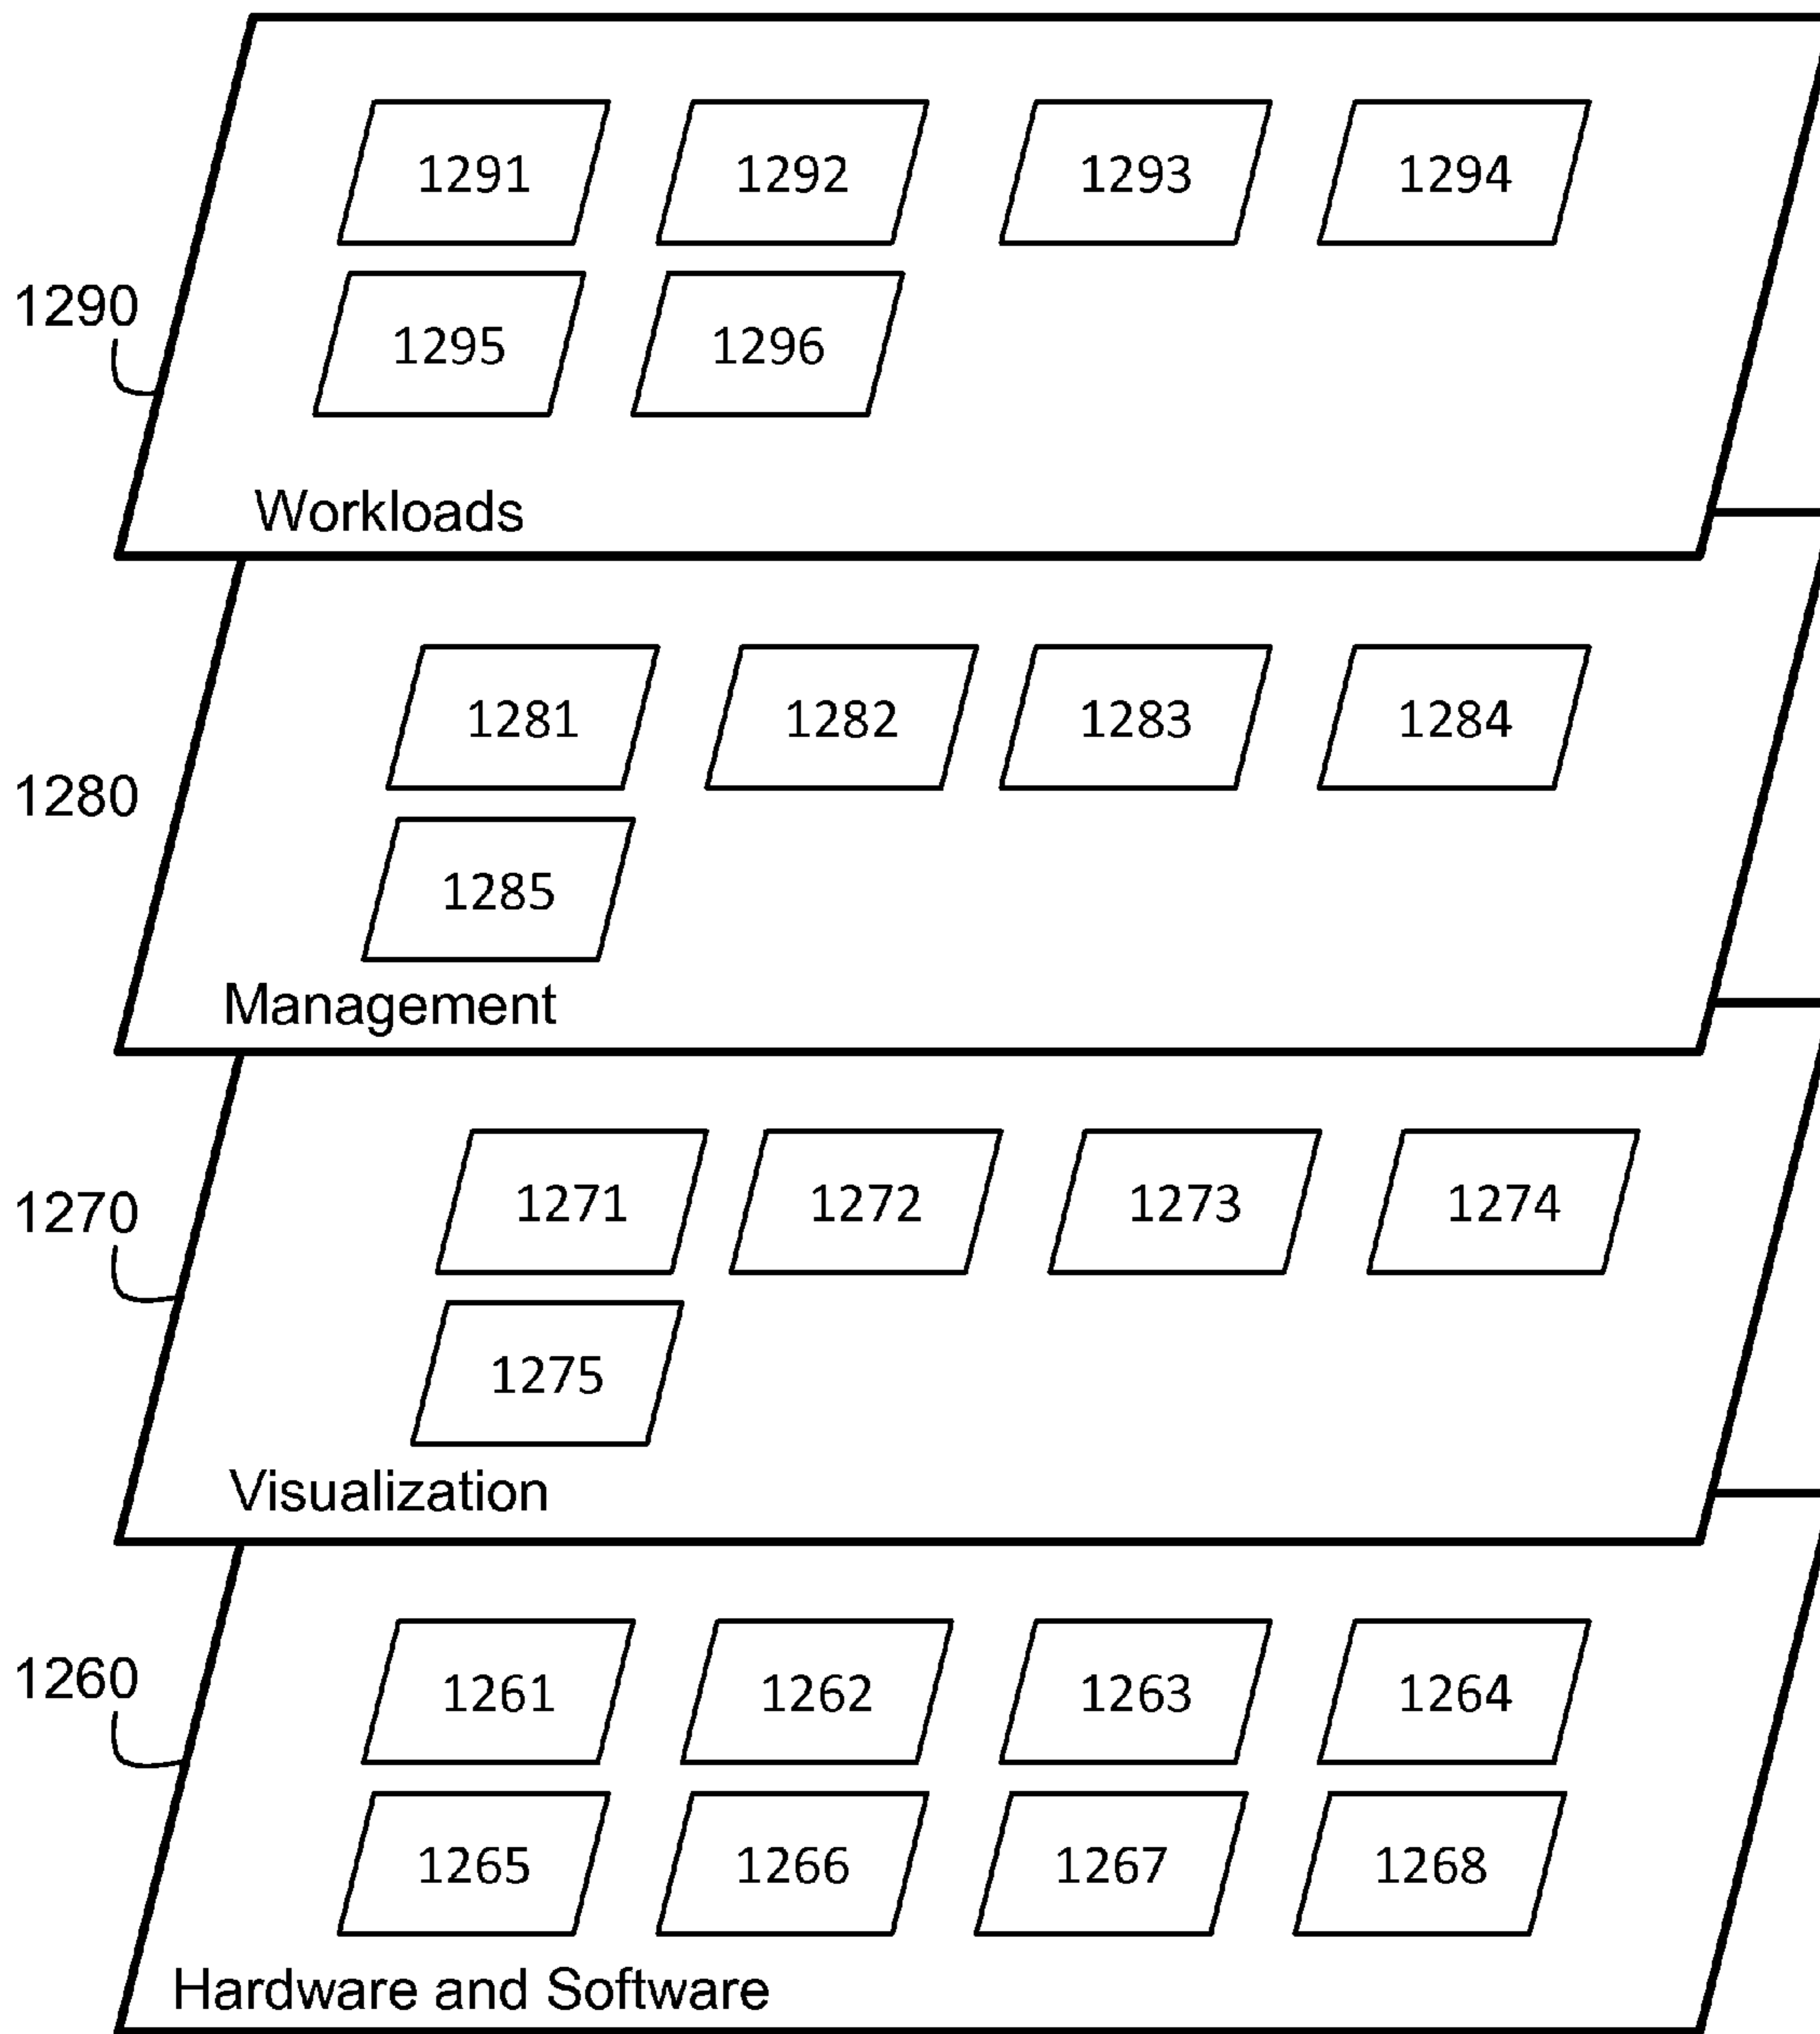 1291 1292 1293 1294
1290
1295 1296
Workloads
1281 1282 1283 1284
1280
1285
Management
1271 1272 1273 1274
1270
1275
Visualization
1261 1262 1263 1264
1260
1265 1266 1267 1268
Hardware and Software